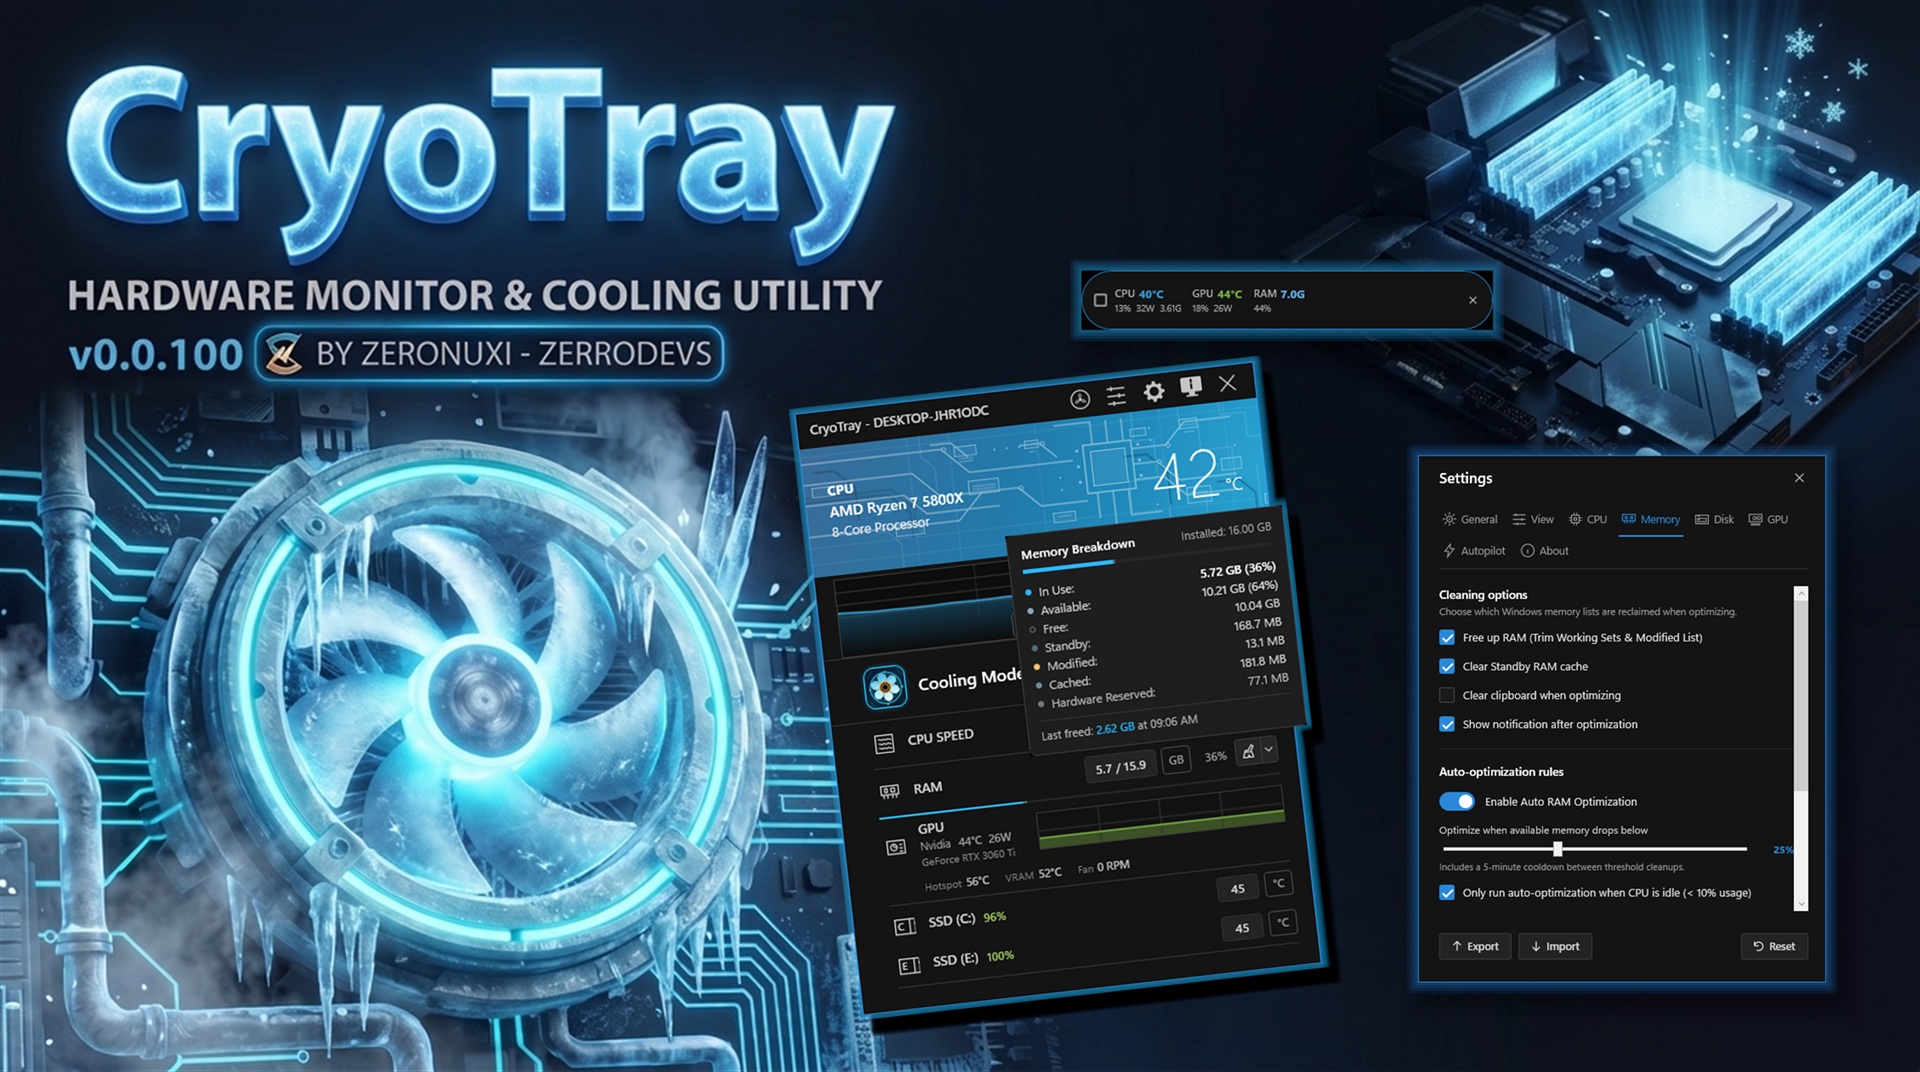 CryoTray
HARDWARE MONITOR & COOLING UTILITY
v0.0.100 BY ZERONUXI - ZERRODEVS
CPU 40°C GPU 44°C RAM 7.0G
13% 32W 3.61G 18% 26W 44%
CryoTray - DESKTOP-JHR1ODC
CPU
AMD Ryzen 7 5800X
8-Core Processor
42 °C
Memory Breakdown Installed: 16.00 GB
In Use: 5.72 GB (36%)
Available: 10.21 GB (64%)
Free: 10.04 GB
Standby: 168.7 MB
Modified: 13.1 MB
Cached: 181.8 MB
Hardware Reserved: 77.1 MB
Last freed: 2.62 GB at 09:06 AM
Cooling Mode
CPU SPEED
RAM 5.7 / 15.9 GB 36%
GPU
Nvidia 44°C 26W
GeForce RTX 3060 Ti
Hotspot 56°C VRAM 52°C Fan 0 RPM
C SSD (C:) 96% 45 °C
E SSD (E:) 100% 45 °C
Settings
General View CPU Memory Disk GPU
Autopilot About
Cleaning options
Choose which Windows memory lists are reclaimed when optimizing.
Free up RAM (Trim Working Sets & Modified List)
Clear Standby RAM cache
Clear clipboard when optimizing
Show notification after optimization
Auto-optimization rules
Enable Auto RAM Optimization
Optimize when available memory drops below
25%
Includes a 5-minute cooldown between threshold cleanups.
Only run auto-optimization when CPU is idle (< 10% usage)
Export Import Reset